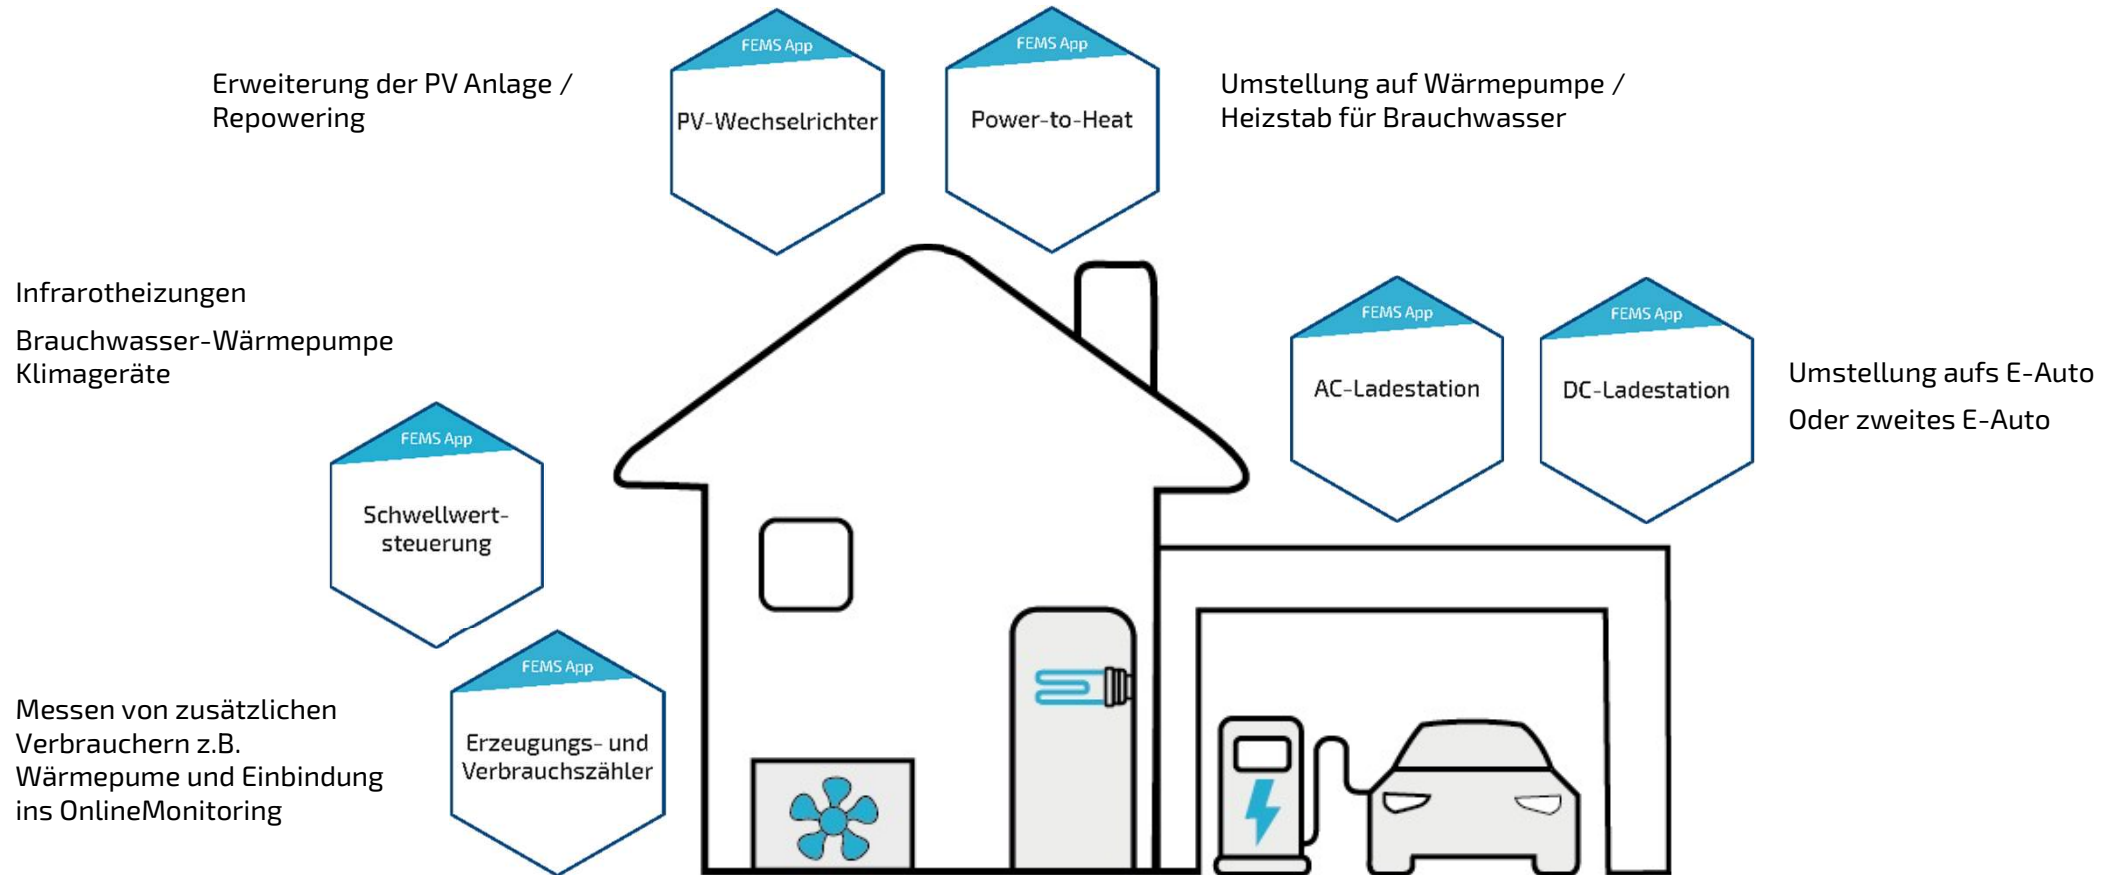 Erweiterung der PV Anlage /
Repowering
FEMS App
PV-Wechselrichter
FEMS App
Power-to-Heat
Umstellung auf Wärmepumpe /
Heizstab für Brauchwasser
Infrarotheizungen
Brauchwasser-Wärmepumpe
Klimageräte
FEMS App
Schwellwert-
steuerung
FEMS App
AC-Ladestation
FEMS App
DC-Ladestation
Umstellung aufs E-Auto
Oder zweites E-Auto
Messen von zusätzlichen
Verbrauchern z.B.
Wärmepume und Einbindung
ins OnlineMonitoring
FEMS App
Erzeugungs- und
Verbrauchszähler